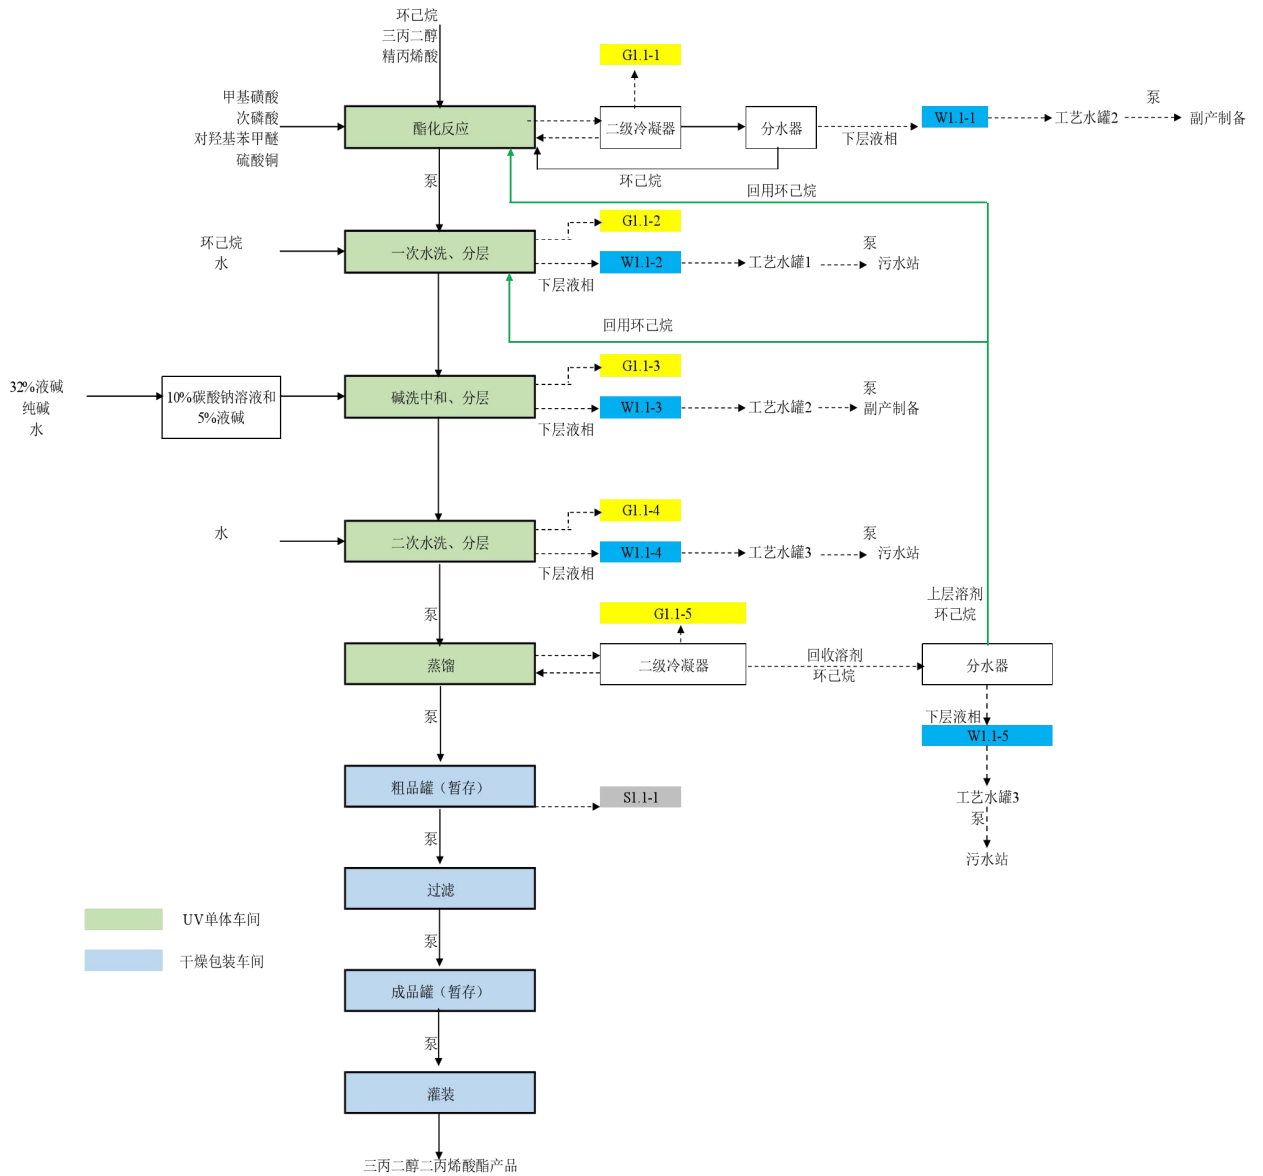 环己烷
三丙二醇
精丙烯酸
G1.1-1
甲基磺酸
次磷酸
对羟基苯甲醚
硫酸铜
酯化反应
二级冷凝器
分水器
下层液相
W1.1-1
工艺水罐2
泵
副产制备
环己烷
回用环己烷
泵
环己烷
水
一次水洗、分层
G1.1-2
W1.1-2
下层液相
工艺水罐1
泵
污水站
回用环己烷
32%液碱
纯碱
水
10%碳酸钠溶液和
5%液碱
碱洗中和、分层
G1.1-3
W1.1-3
下层液相
工艺水罐2
泵
副产制备
水
二次水洗、分层
G1.1-4
W1.1-4
下层液相
工艺水罐3
泵
污水站
泵
G1.1-5
上层溶剂
环己烷
蒸馏
二级冷凝器
回收溶剂
环己烷
分水器
泵
下层液相
W1.1-5
粗品罐（暂存）
S1.1-1
工艺水罐3
泵
污水站
泵
过滤
UV单体车间
泵
干燥包装车间
成品罐（暂存）
泵
灌装
三丙二醇二丙烯酸酯产品